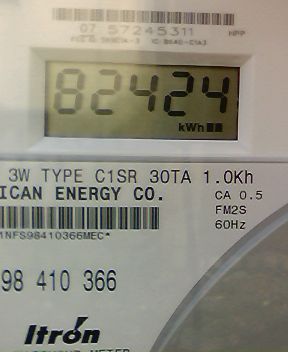 07 57245311
82424
kWh
3W TYPE C1SR 30TA 1.0Kh
ICAN ENERGY CO.
CA 0.5
FM2S
60Hz
1NFS98410366MEC*
98 410 366
Itrón